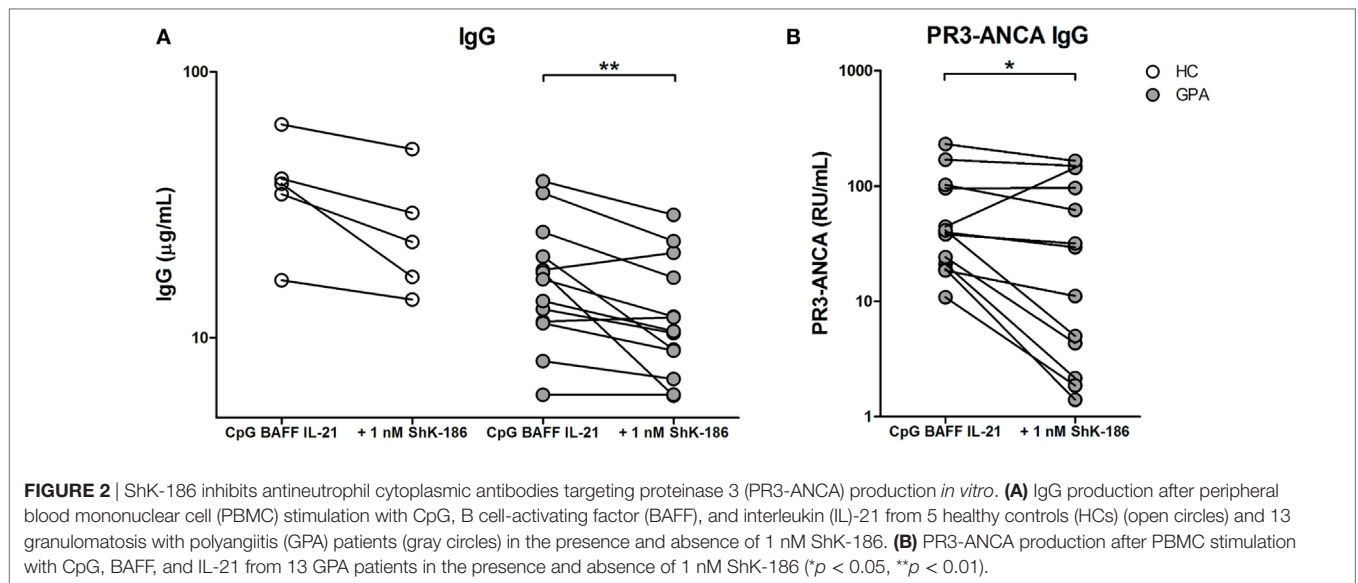 A
IgG
**
100
10
IgG (μg/mL)
CpG BAFF IL-21
+ 1 nM ShK-186
CpG BAFF IL-21
+ 1 nM ShK-186
B
PR3-ANCA IgG
*
HC
GPA
1000
100
10
1
PR3-ANCA (RU/mL)
CpG BAFF IL-21
+ 1 nM ShK-186
FIGURE 2 | ShK-186 inhibits antineutrophil cytoplasmic antibodies targeting proteinase 3 (PR3-ANCA) production in vitro. (A) IgG production after peripheral
blood mononuclear cell (PBMC) stimulation with CpG, B cell-activating factor (BAFF), and interleukin (IL)-21 from 5 healthy controls (HCs) (open circles) and 13
granulomatosis with polyangiitis (GPA) patients (gray circles) in the presence and absence of 1 nM ShK-186. (B) PR3-ANCA production after PBMC stimulation
with CpG, BAFF, and IL-21 from 13 GPA patients in the presence and absence of 1 nM ShK-186 (*p < 0.05, **p < 0.01).